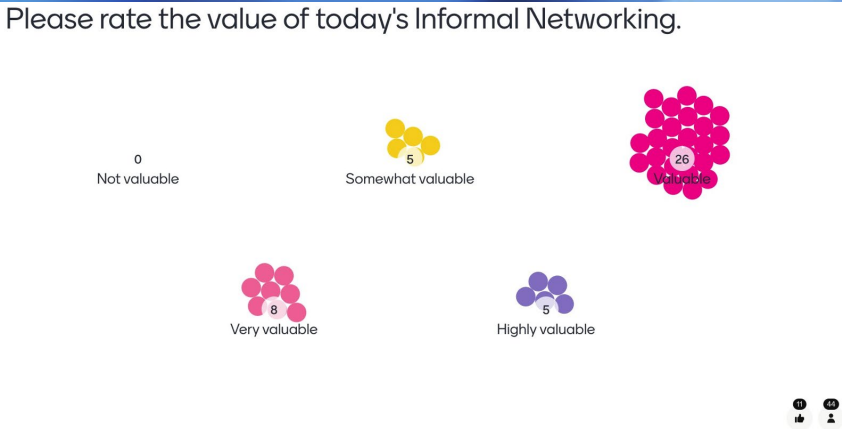 Please rate the value of today's Informal Networking.
0
Not valuable
5
Somewhat valuable
26
Valuable
8
Very valuable
5
Highly valuable
11
44